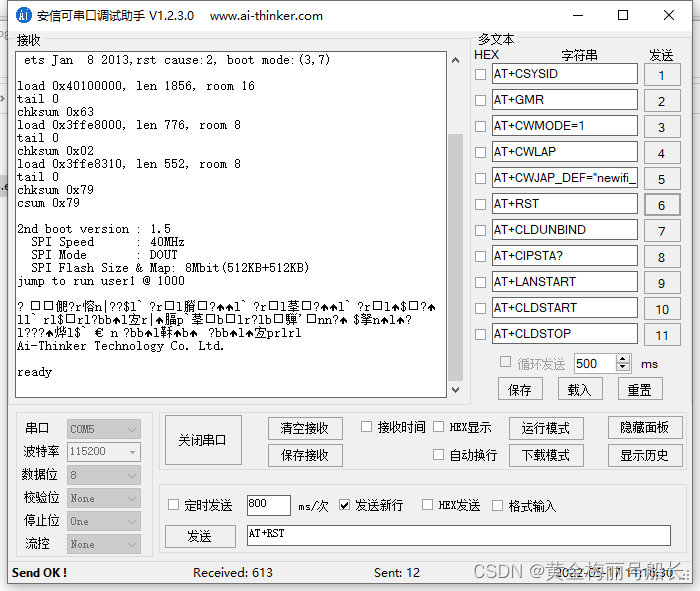 安信可串口调试助手 V1.2.3.0 www.ai-thinker.com
接收
ets Jan  8 2013,rst cause:2, boot mode:(3,7)
load 0x40100000, len 1856, room 16
tail 0
chksum 0x63
load 0x3ffe8000, len 776, room 8
tail 0
chksum 0x02
load 0x3ffe8310, len 552, room 8
tail 0
chksum 0x79
csum 0x79
2nd boot version : 1.5
SPI Speed      : 40MHz
SPI Mode       : DOUT
SPI Flash Size & Map: 8Mbit(512KB+512KB)
jump to run user1 @ 1000
Ai-Thinker Technology Co. Ltd.
ready
多文本
HEX 字符串 发送
AT+CSYSID 1
AT+GMR 2
AT+CWMODE=1 3
AT+CWLAP 4
AT+CWJAP_DEF="newifi_ 5
AT+RST 6
AT+CLDUNBIND 7
AT+CIPSTA? 8
AT+LANSTART 9
AT+CLDSTART 10
AT+CLDSTOP 11
循环发送 500 ms
保存 载入 重置
串口 COM5
波特率 115200
数据位 8
校验位 None
停止位 One
流控 None
关闭串口
清空接收 接收时间 HEX显示 运行模式 隐藏面板
保存接收 自动换行 下载模式 显示历史
定时发送 800 ms/次 发送新行 HEX发送 格式输入
发送 AT+RST
Send OK ! Received: 613 Sent: 12 2022-05-17 11:16:30
CSDN @黄金梅丽号船长